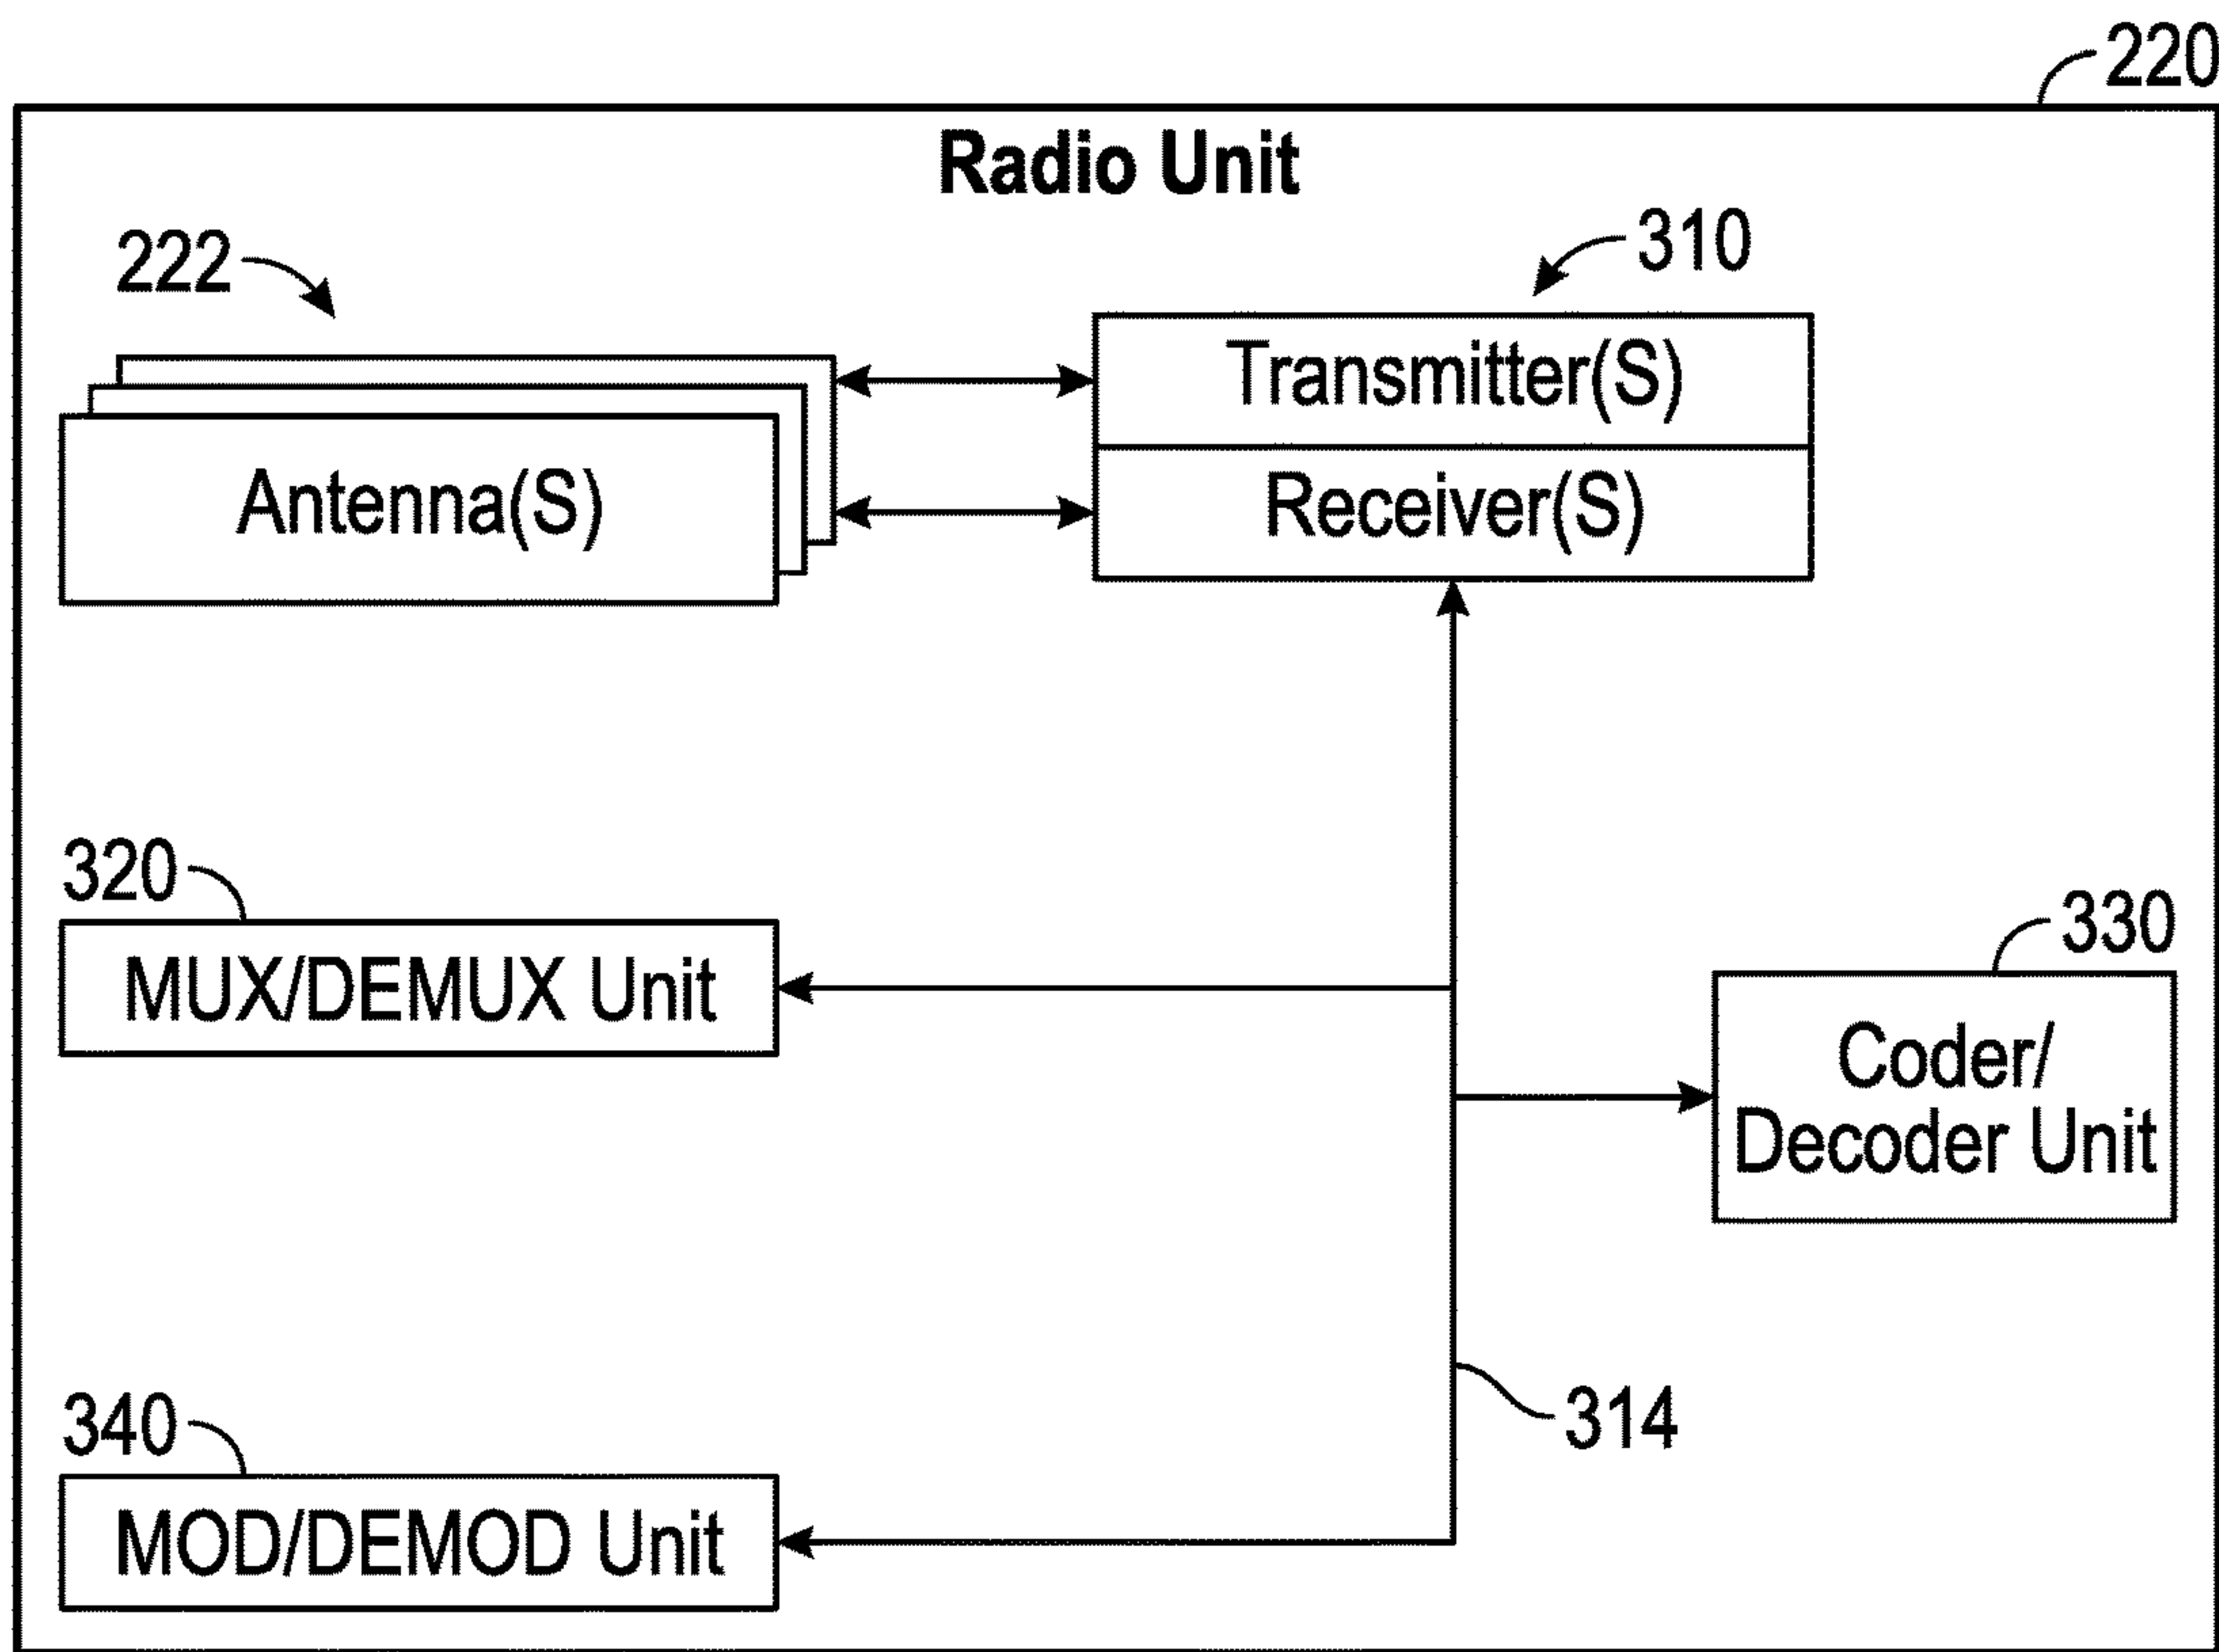 220
Radio Unit
222
310
Transmitter(S)
Antenna(S)
Receiver(S)
320
330
MUX/DEMUX Unit
Coder/
Decoder Unit
340
314
MOD/DEMOD Unit